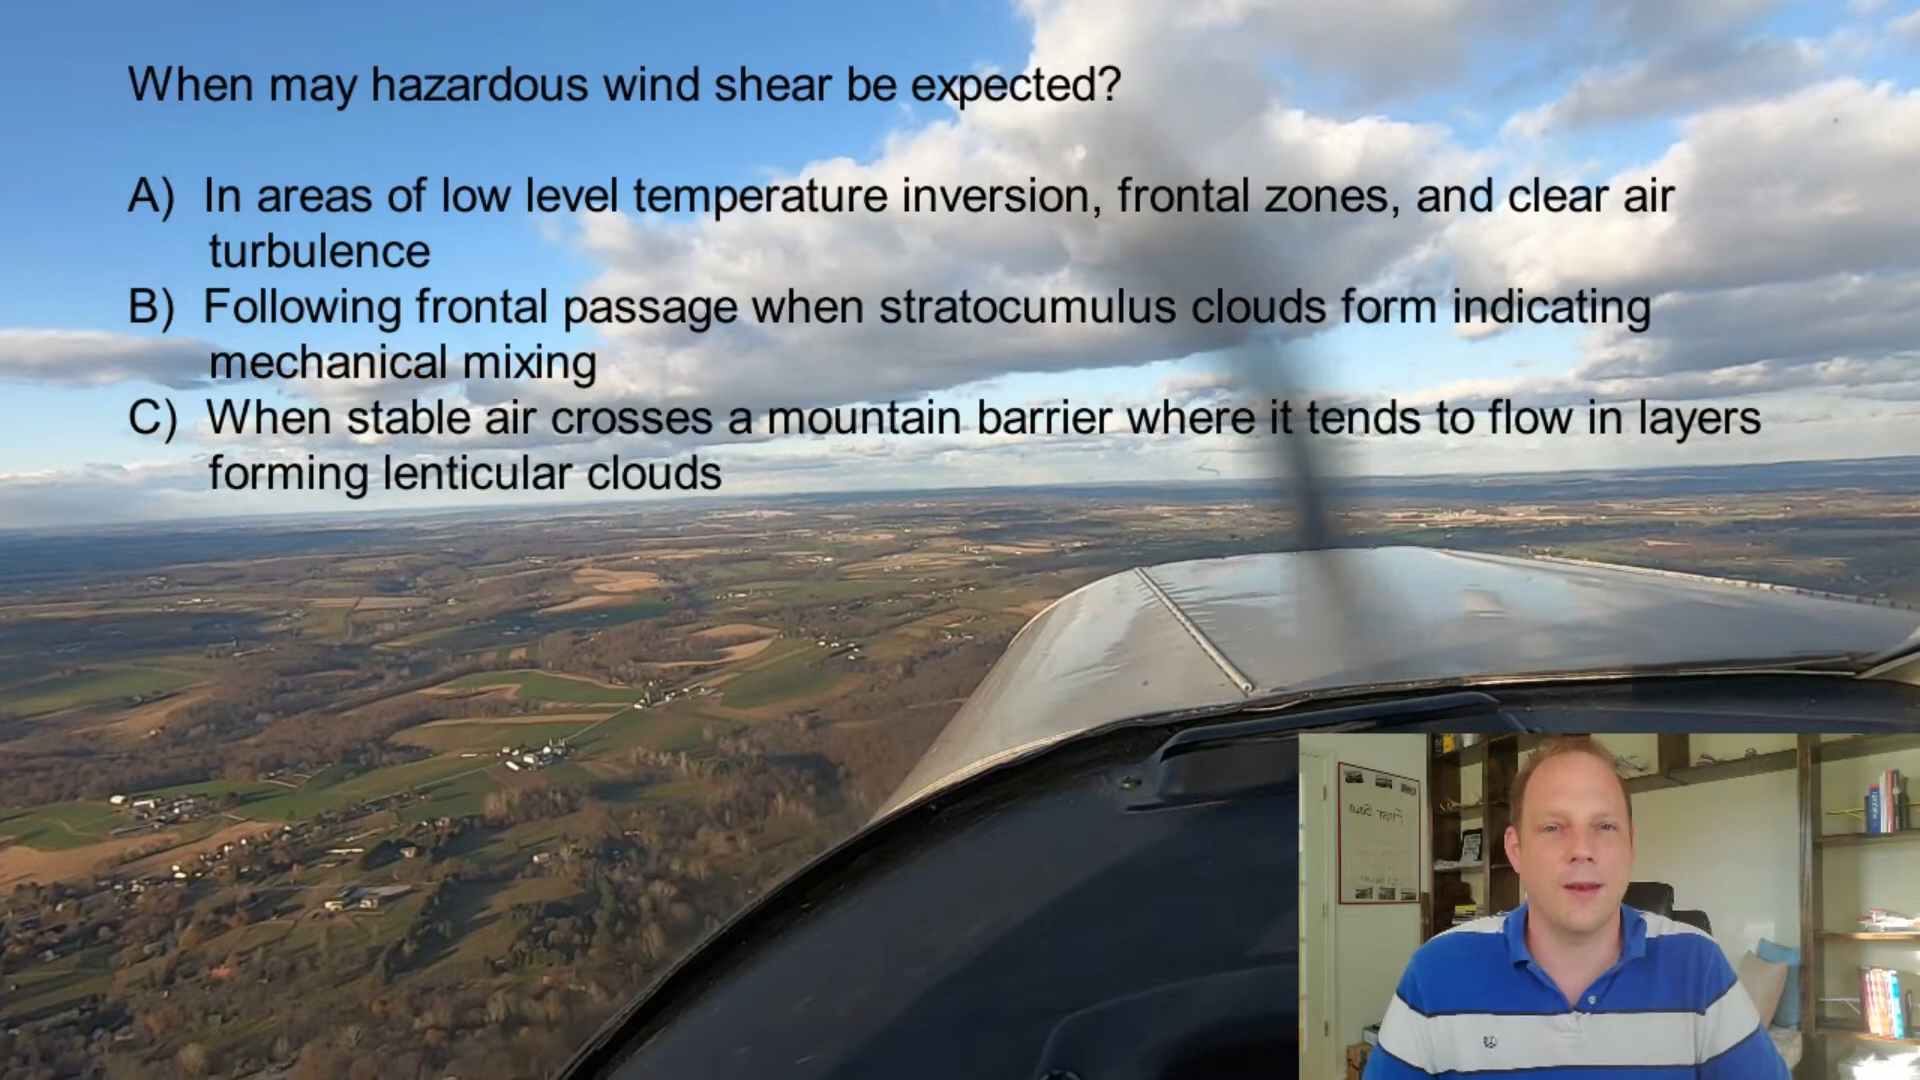 When may hazardous wind shear be expected?
A) In areas of low level temperature inversion, frontal zones, and clear air
turbulence
B) Following frontal passage when stratocumulus clouds form indicating
mechanical mixing
C) When stable air crosses a mountain barrier where it tends to flow in layers
forming lenticular clouds